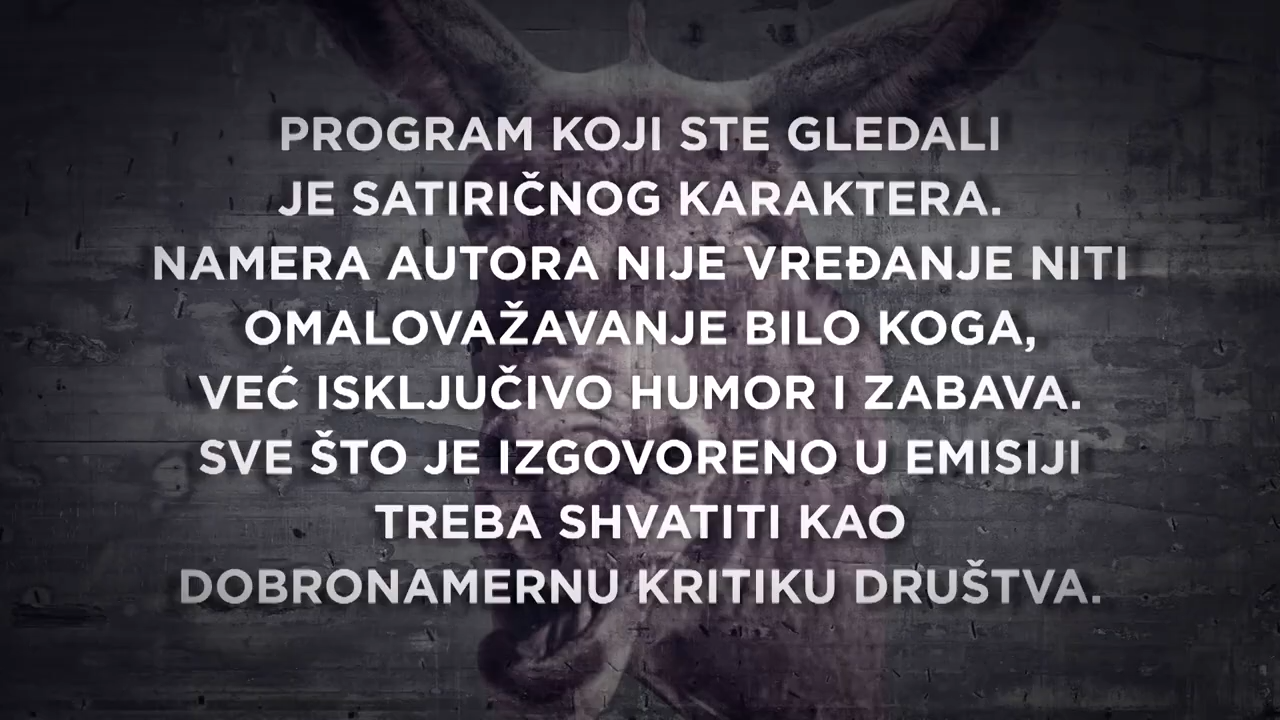 PROGRAM KOJI STE GLEDALI
JE SATIRIČNOG KARAKTERA.
NAMERA AUTORA NIJE VREĐANJE NITI
OMALOVAŽAVANJE BILO KOGA,
VEĆ ISKLJUČIVO HUMOR I ZABAVA.
SVE ŠTO JE IZGOVORENO U EMISIJI
TREBA SHVATITI KAO
DOBRONAMERNU KRITIKU DRUŠTVA.